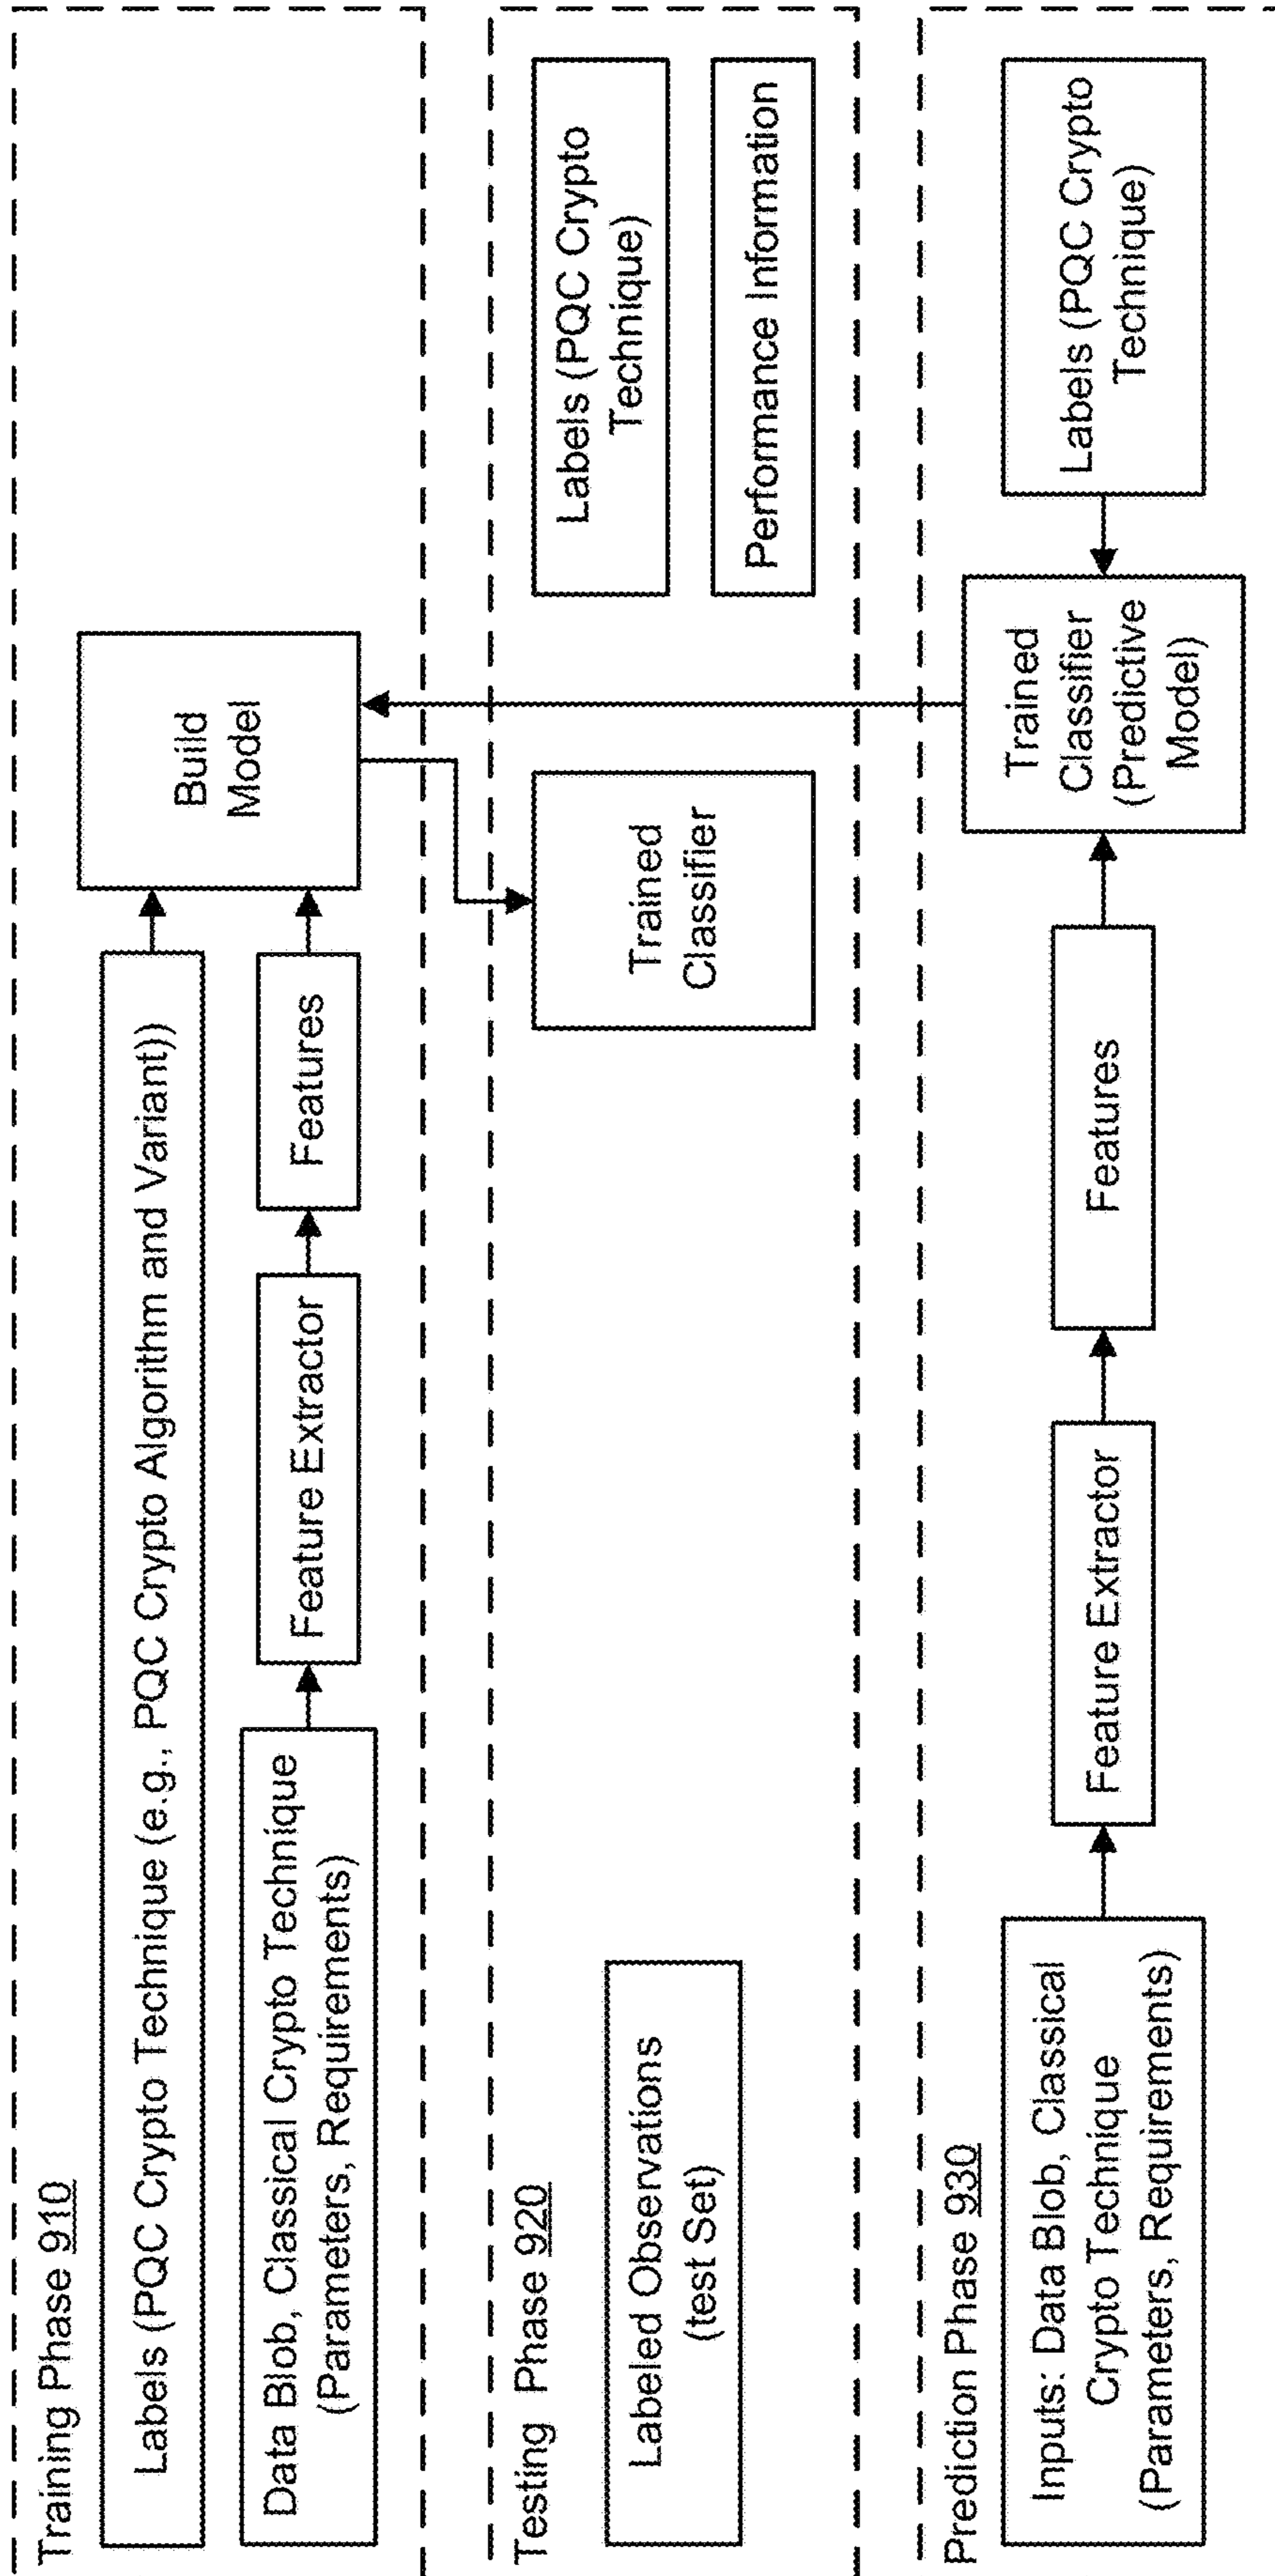 Training Phase 910
Labels (PQC Crypto Technique (e.g., PQC Crypto Algorithm and Variant))
Data Blob, Classical Crypto Technique
(Parameters, Requirements)
Feature Extractor
Features
Build
Model
Testing Phase 920
Labeled Observations
(test Set)
Trained
Classifier
Labels (PQC Crypto
Technique)
Performance Information
Prediction Phase 930
Inputs: Data Blob, Classical
Crypto Technique
(Parameters, Requirements)
Feature Extractor
Features
Trained
Classifier
(Predictive
Model)
Labels (PQC Crypto
Technique)